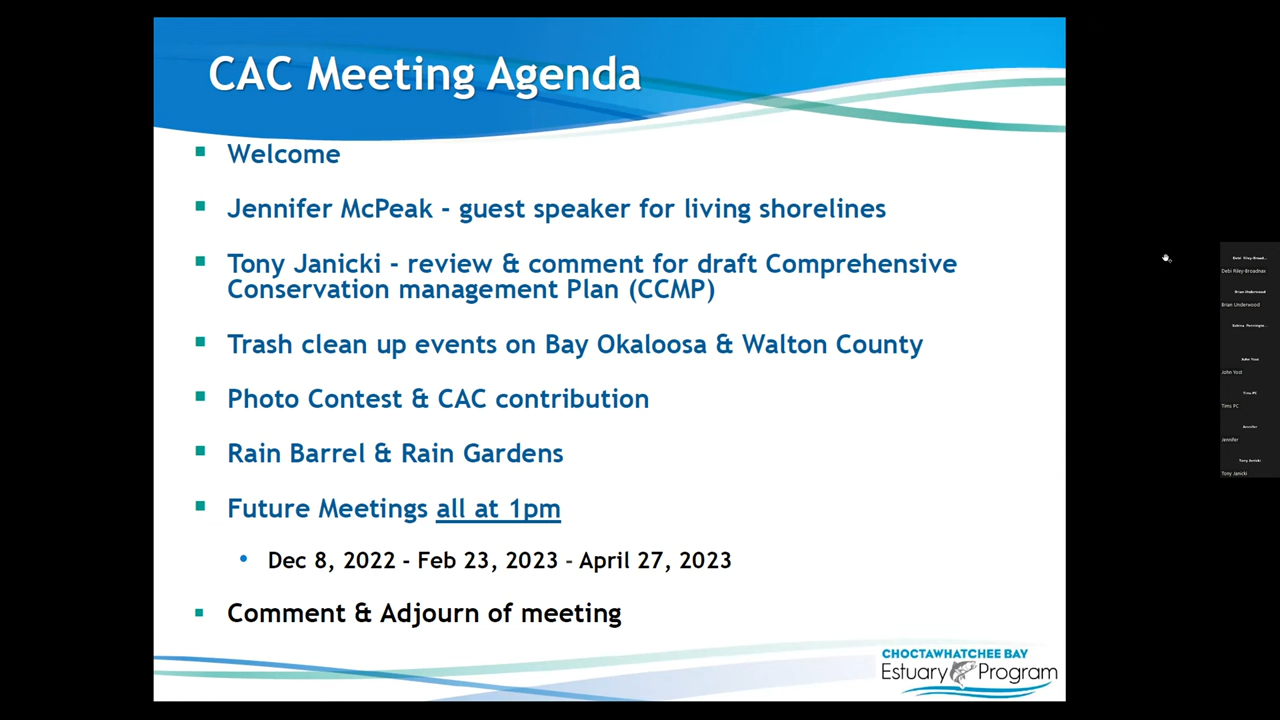 CAC Meeting Agenda
Welcome
Jennifer McPeak - guest speaker for living shorelines
Tony Janicki - review & comment for draft Comprehensive
Conservation management Plan (CCMP)
Trash clean up events on Bay Okaloosa & Walton County
Photo Contest & CAC contribution
Rain Barrel & Rain Gardens
Future Meetings all at 1pm
Dec 8, 2022 - Feb 23, 2023 - April 27, 2023
Comment & Adjourn of meeting
CHOCTAWHATCHEE BAY
Estuary Program
Debi Riley-Broad...
Debi Riley-Broadnax
Brian Underwood
Brian Underwood
John Yost
John Yost
Tims PC
Tims PC
Jennifer
Jennifer
Tony Janicki
Tony Janicki